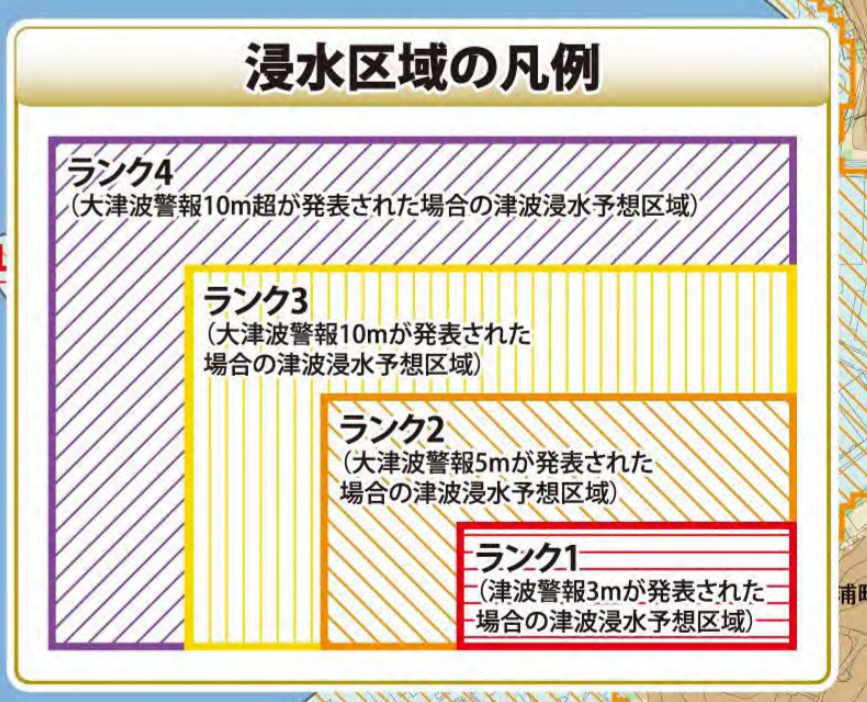 浸水区域の凡例
ランク4
（大津波警報10m超が発表された場合の津波浸水予想区域）
ランク3
（大津波警報10mが発表された
場合の津波浸水予想区域）
ランク2
（大津波警報5mが発表された
場合の津波浸水予想区域）
ランク1
（津波警報3mが発表された
場合の津波浸水予想区域）